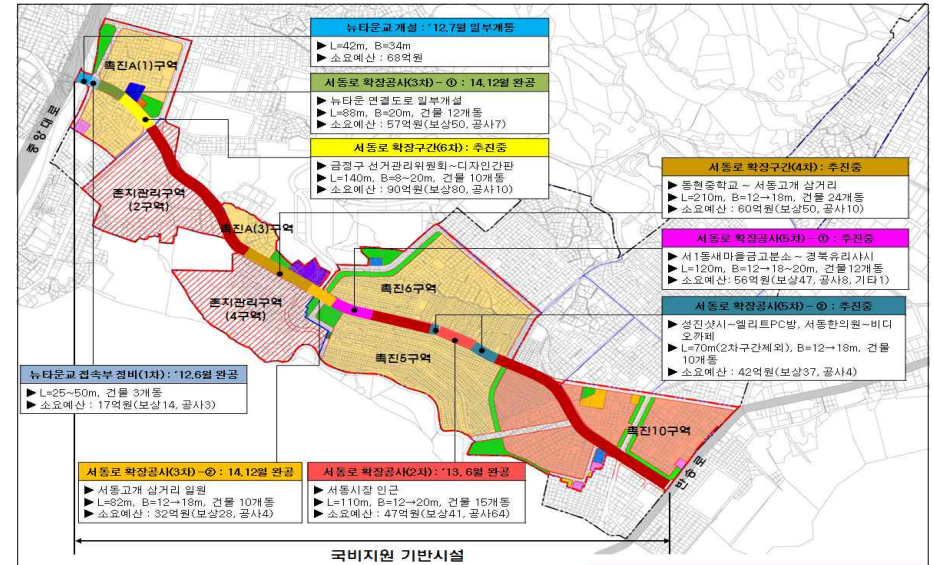 뉴타운교 개설 : '12.7월 일부개통
▶ L=42m, B=34m
▶ 소요예산 : 68억원
서동로 확장공사(3차)-① : 14.12월 완공
▶ 뉴타운 연결도로 일부개설
▶ L=88m, B=20m, 건물 12개동
▶ 소요예산 : 57억원(보상50, 공사7)
서동로 확장구간(6차) : 추진중
▶ 금정구 선거관리위원회~디자인간판
▶ L=140m, B=8~20m, 건물 10개동
▶ 소요예산 : 90억원(보상80, 공사10)
서동로 확장구간(4차) : 추진중
▶ 동현중학교 ~ 서동고개 삼거리
▶ L=210m, B=12→18m, 건물 24개동
▶ 소요예산 : 60억원(보상50, 공사10)
서동로 확장공사(5차)-① : 추진중
▶ 서1동새마을금고분소 ~ 경북유리샤시
▶ L=120m, B=12→18~20m, 건물12개동
▶ 소요예산 : 56억원(보상47, 공사8, 기타1)
서동로 확장공사(5차)-② : 추진중
▶ 성진샷시~엘리트PC방, 서동한의원~비디
오카페
▶ L=70m(2차구간제외), B=12→18m, 건물
10개동
▶ 소요예산 : 42억원(보상37, 공사4)
촉진A(1)구역
중앙대로
존치관리구역
(2구역)
촉진A(3)구역
존치관리구역
(4구역)
촉진6구역
촉진5구역
촉진10구역
반송로
뉴타운교 접속부 정비(1차) : '12.6월 완공
▶ L=25~50m, 건물 3개동
▶ 소요예산 : 17억원(보상14, 공사3)
서동로 확장공사(3차)-② : 14.12월 완공
▶ 서동고개 삼거리 일원
▶ L=82m, B=12→18m, 건물 10개동
▶ 소요예산 : 32억원(보상28, 공사4)
서동로 확장공사(2차) : '13. 6월 완공
▶ 서동시장 인근
▶ L=110m, B=12→20m, 건물 15개동
▶ 소요예산 : 47억원(보상41, 공사64)
국비지원 기반시설